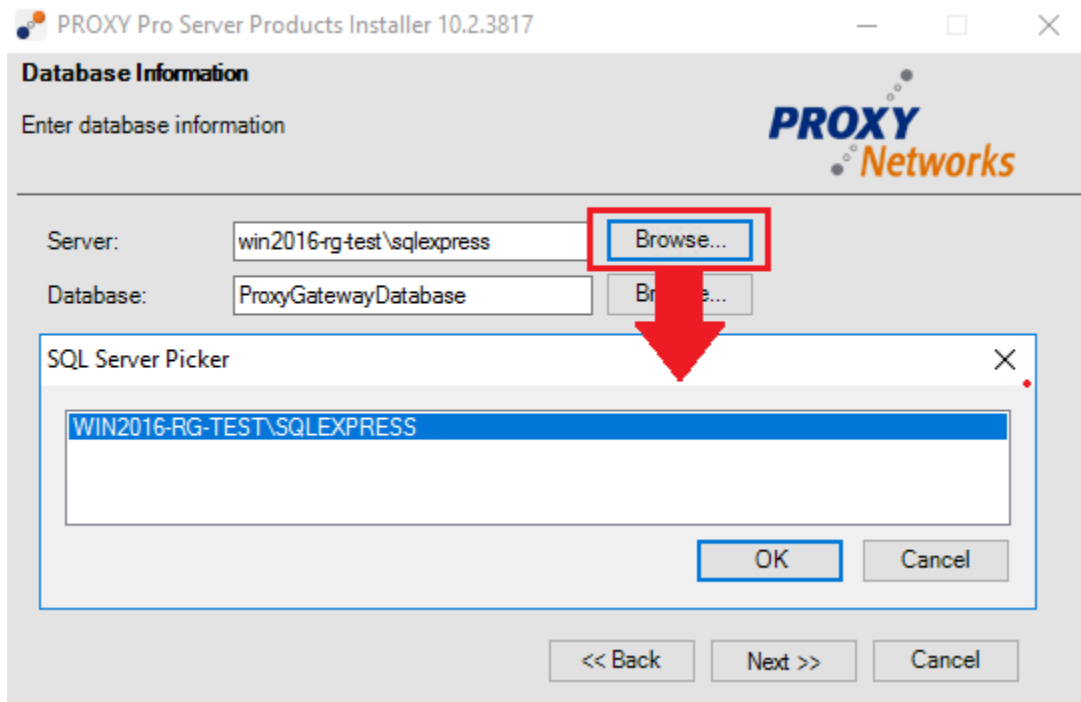 PROXY Pro Server Products Installer 10.2.3817
Database Information
Enter database information
PROXY
Networks
Server: win2016-rg-test\sqlexpress Browse...
Database: ProxyGatewayDatabase
SQL Server Picker
WIN2016-RG-TEST\SQLEXPRESS
OK Cancel
<< Back Next >> Cancel